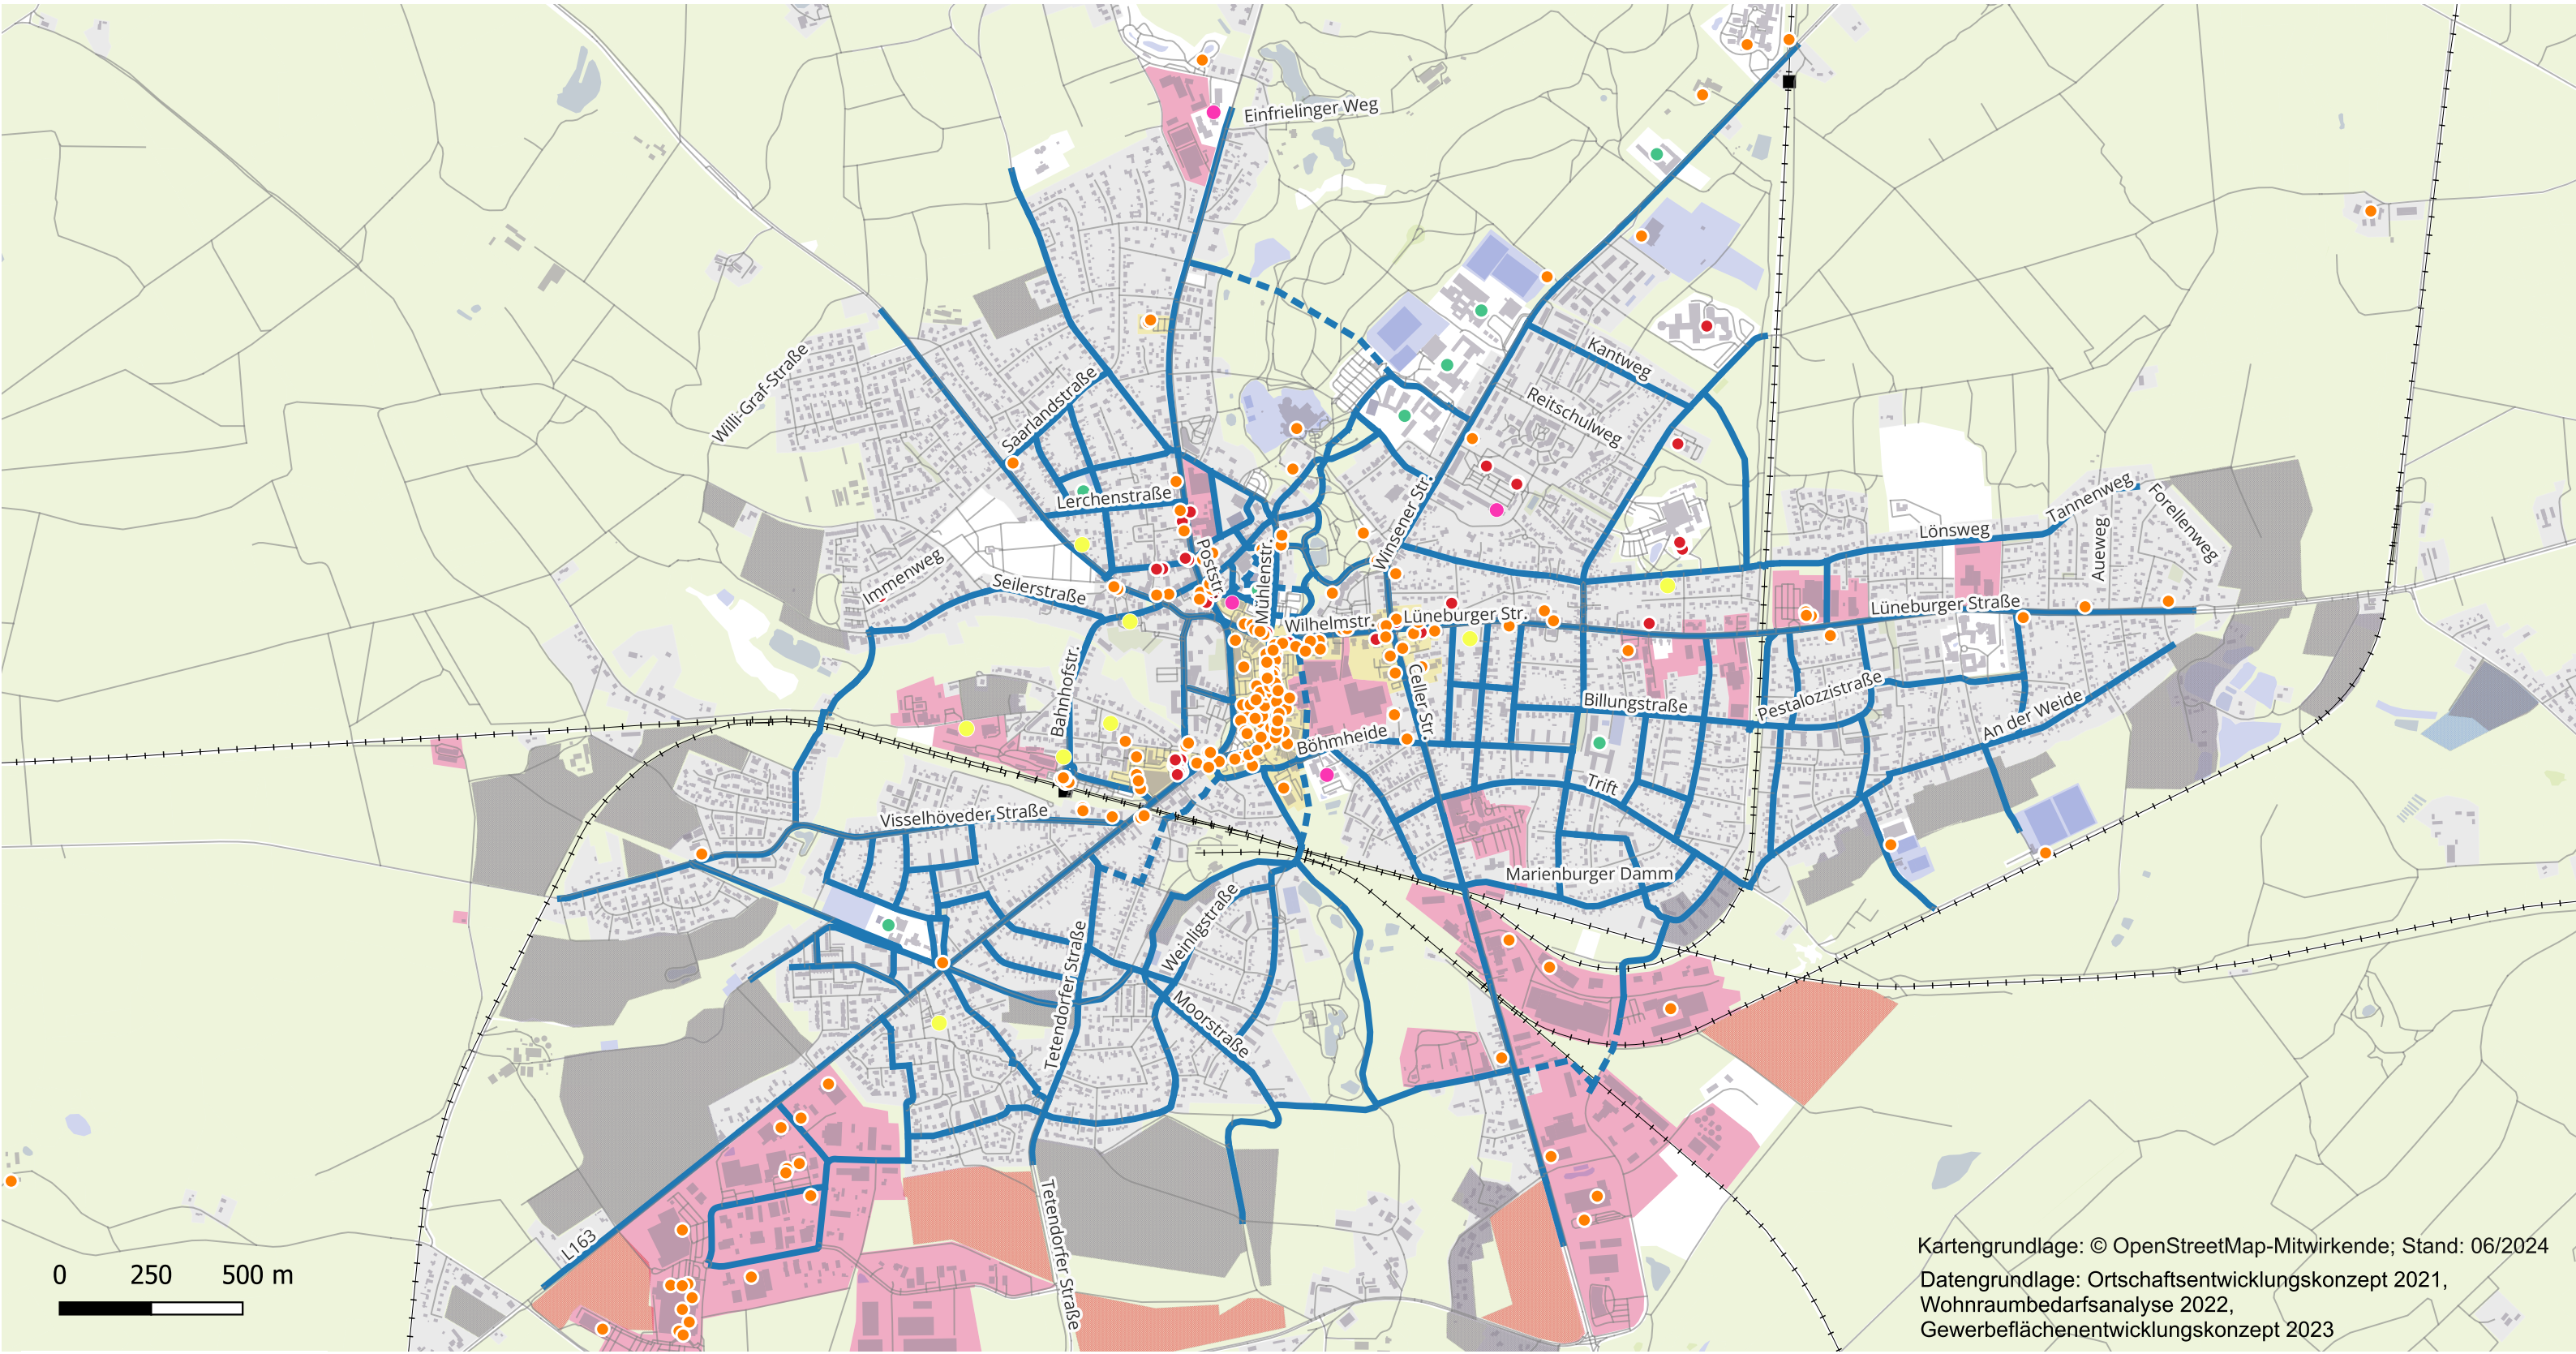 Einfrielinger Weg
Willi-Graf-Straße
Saarlandstraße
Kantweg
Reitschulweg
Lerchenstraße
Winsener Str.
Tannenweg
Forellenweg
Lönsweg
Aueweg
Poststr.
Mühlenstr.
Immenweg
Seilerstraße
Wilhelmstr.
Lüneburger Str.
Lüneburger Straße
Bahnhofstr.
Celler Str.
Billungstraße
Pestalozzistraße
An der Weide
Böhmheide
Trift
Visselhöveder Straße
Marienburger Damm
Weinligstraße
Tetendorfer Straße
Moorstraße
L163
Tetendorfer Straße
0 250 500 m
Kartengrundlage: © OpenStreetMap-Mitwirkende; Stand: 06/2024
Datengrundlage: Ortschaftsentwicklungskonzept 2021,
Wohnraumbedarfsanalyse 2022,
Gewerbeflächenentwicklungskonzept 2023